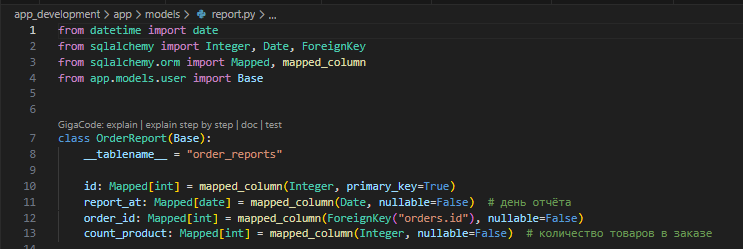 app_development > app > models > report.py > ...
1 from datetime import date
2 from sqlalchemy import Integer, Date, ForeignKey
3 from sqlalchemy.orm import Mapped, mapped_column
4 from app.models.user import Base
5
6
GigaCode: explain | explain step by step | doc | test
7 class OrderReport(Base):
8     __tablename__ = "order_reports"
9
10     id: Mapped[int] = mapped_column(Integer, primary_key=True)
11     report_at: Mapped[date] = mapped_column(Date, nullable=False)  # день отчёта
12     order_id: Mapped[int] = mapped_column(ForeignKey("orders.id"), nullable=False)
13     count_product: Mapped[int] = mapped_column(Integer, nullable=False)  # количество товаров в заказе